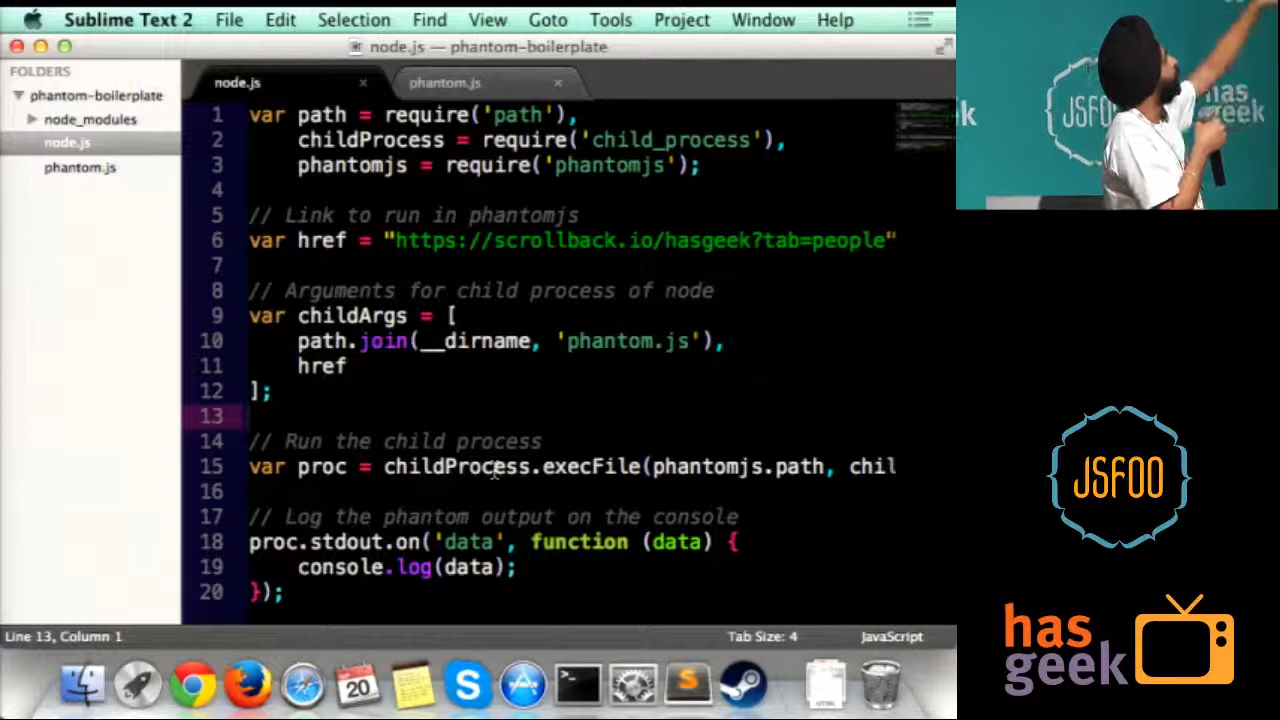 Sublime Text 2 File Edit Selection Find View Goto Tools Project Window Help
node.js — phantom-boilerplate
FOLDERS
phantom-boilerplate
node_modules
node.js
phantom.js
node.js × phantom.js ×
1 var path = require('path'),
2 childProcess = require('child_process'),
3 phantomjs = require('phantomjs');
4
5 // Link to run in phantomjs
6 var href = "https://scrollback.io/hasgeek?tab=people"
7
8 // Arguments for child process of node
9 var childArgs = [
10 path.join(__dirname, 'phantom.js'),
11 href
12 ];
13
14 // Run the child process
15 var proc = childProcess.execFile(phantomjs.path, chil
16
17 // Log the phantom output on the console
18 proc.stdout.on('data', function (data) {
19 console.log(data);
20 });
Line 13, Column 1 Tab Size: 4 JavaScript
20
JSFOO
has
geek
k
JSFOO
has
geek